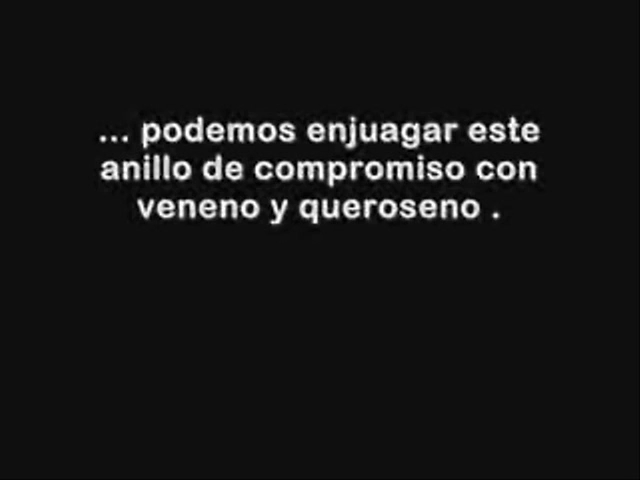 ... podemos enjuagar este
anillo de compromiso con
veneno y queroseno .